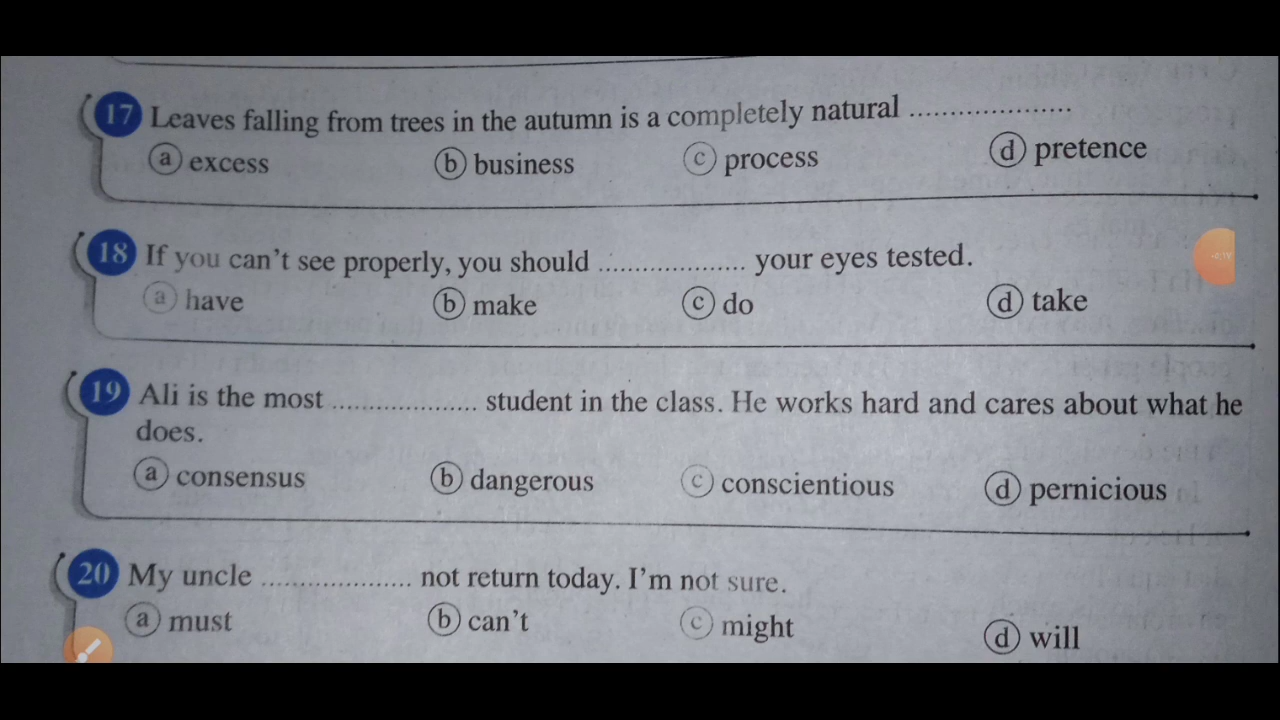 17 Leaves falling from trees in the autumn is a completely natural ....................
a excess b business c process d pretence
18 If you can't see properly, you should .................... your eyes tested.
a have b make c do d take
19 Ali is the most .................... student in the class. He works hard and cares about what he
does.
a consensus b dangerous c conscientious d pernicious
20 My uncle .................... not return today. I'm not sure.
a must b can't c might d will